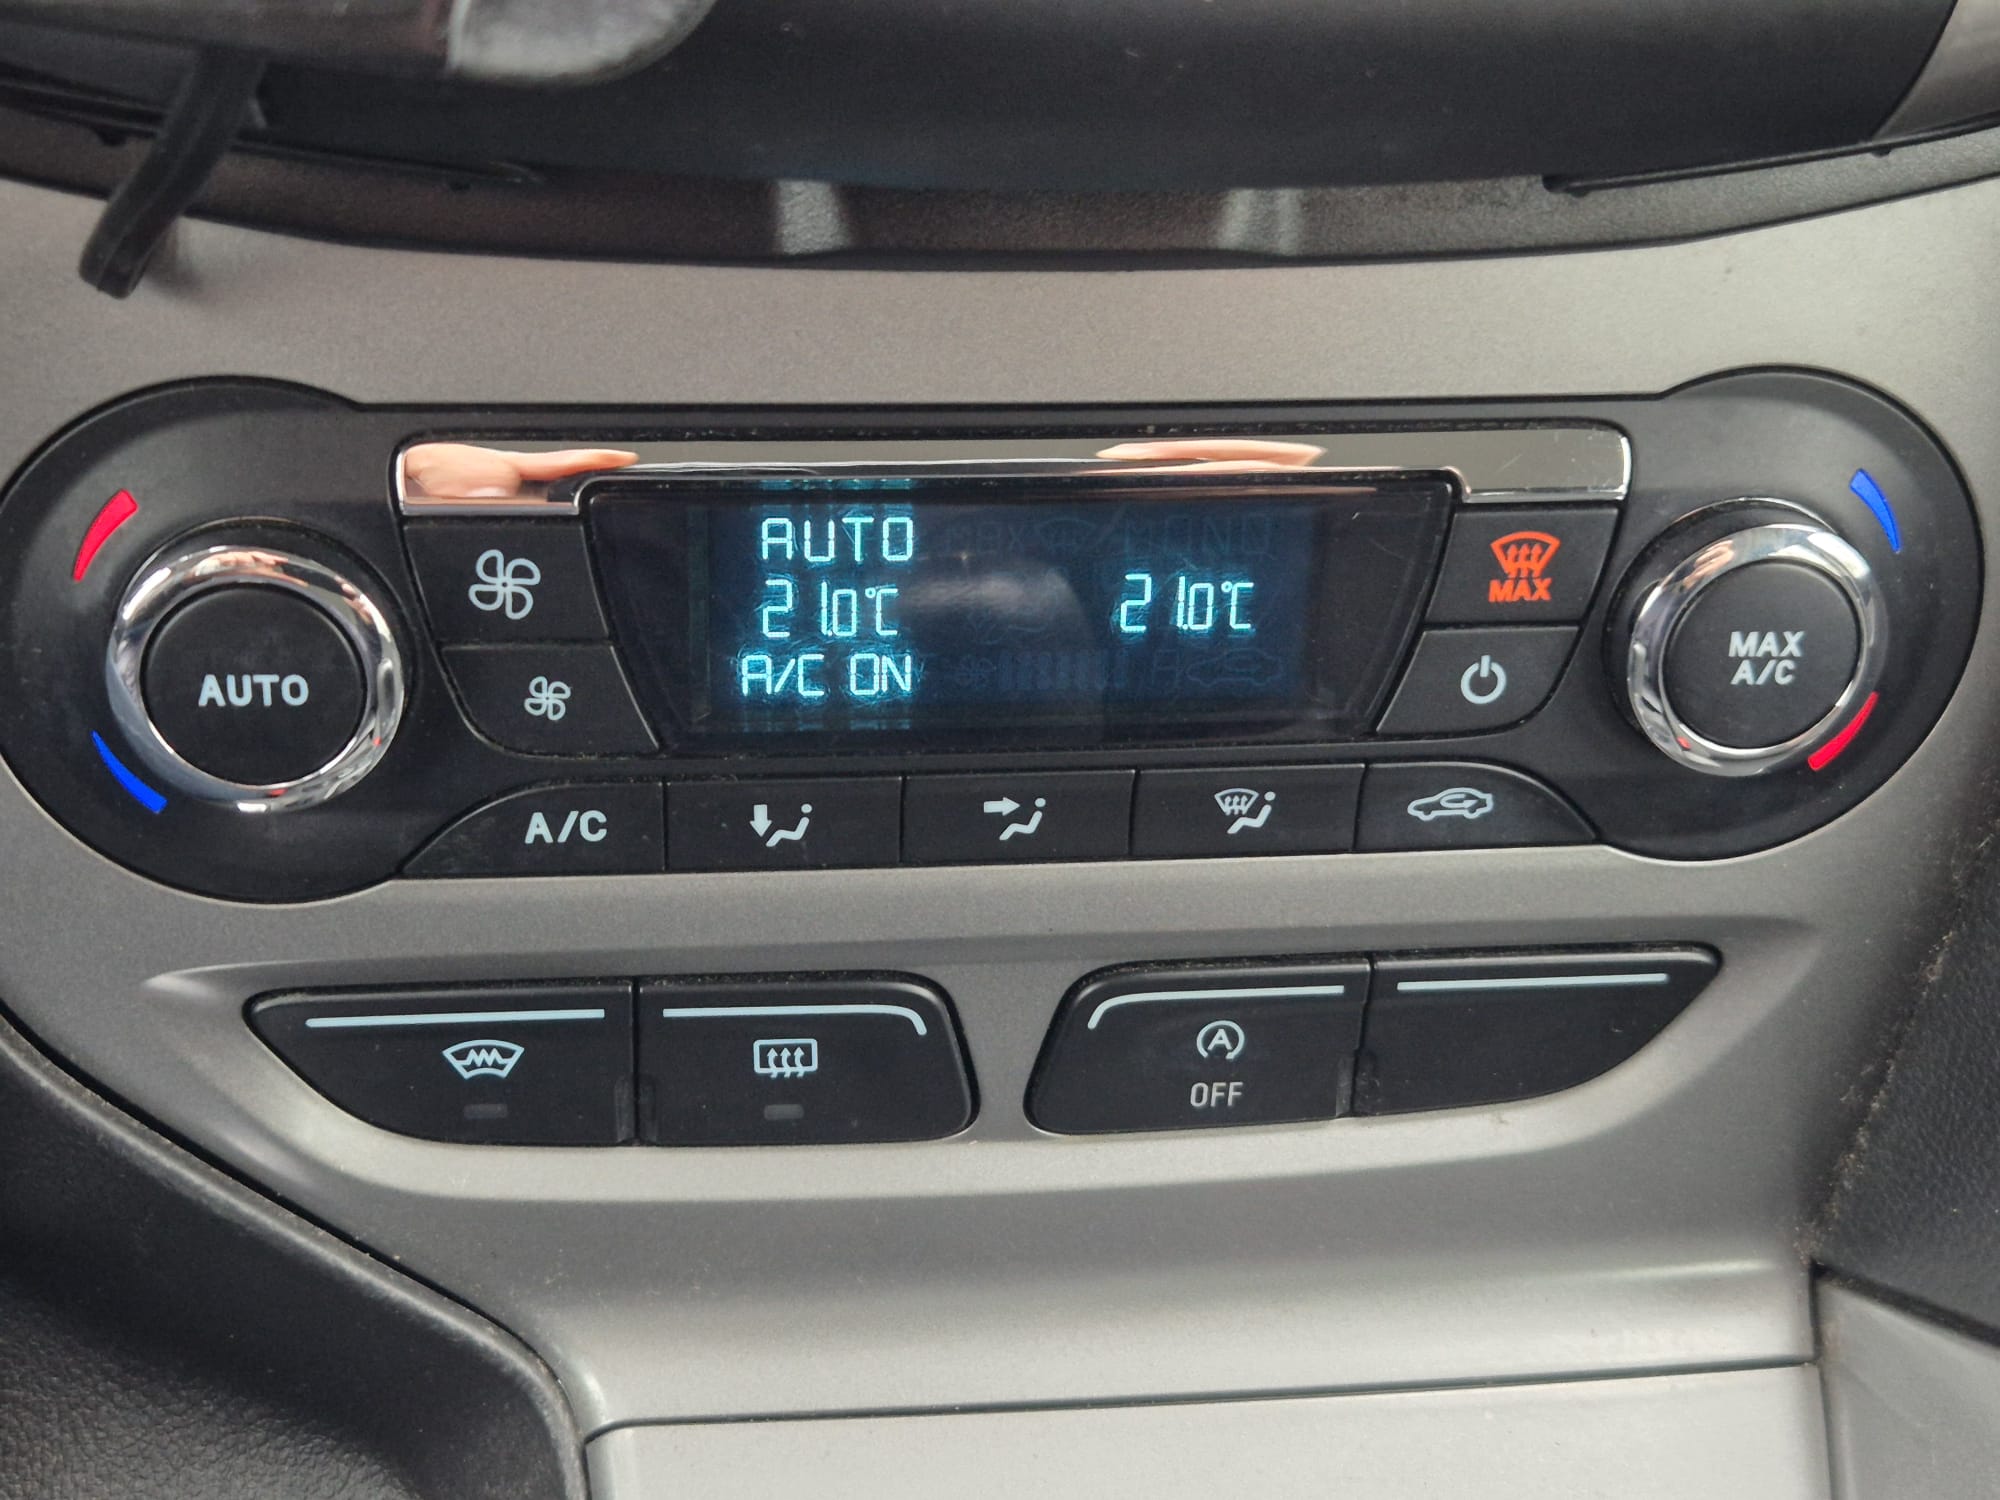 AUTO
21.0°C 21.0°C
A/C ON
MAX
AUTO
MAX
A/C
A/C
A
OFF